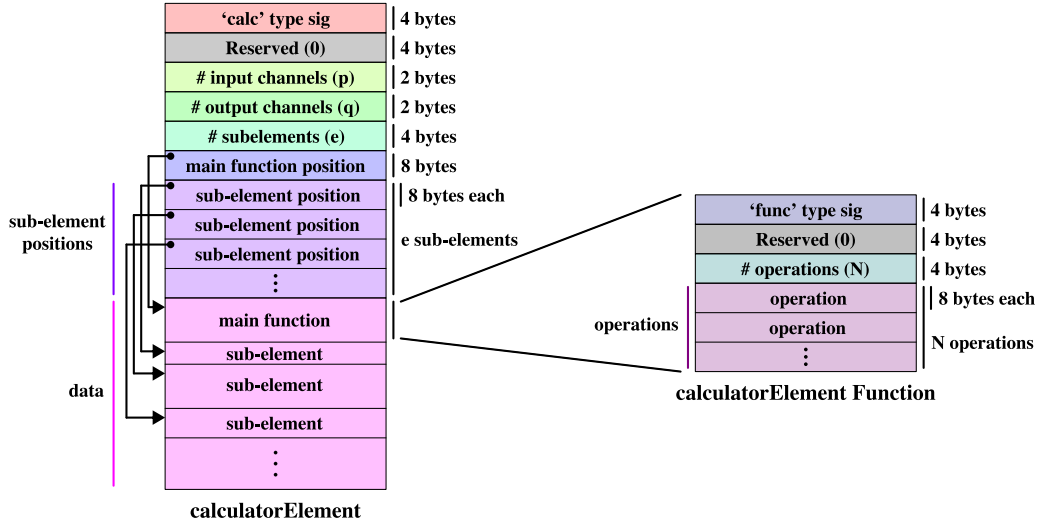 ‘calc’ type sig
4 bytes
Reserved (0)
4 bytes
# input channels (p)
2 bytes
# output channels (q)
2 bytes
# subelements (e)
4 bytes
main function position
8 bytes
sub-element position
8 bytes each
sub-element position
sub-element position
⋮
e sub-elements
sub-element
positions
main function
sub-element
sub-element
sub-element
⋮
data
calculatorElement
‘func’ type sig
4 bytes
Reserved (0)
4 bytes
# operations (N)
4 bytes
operation
8 bytes each
operation
⋮
operations
N operations
calculatorElement Function